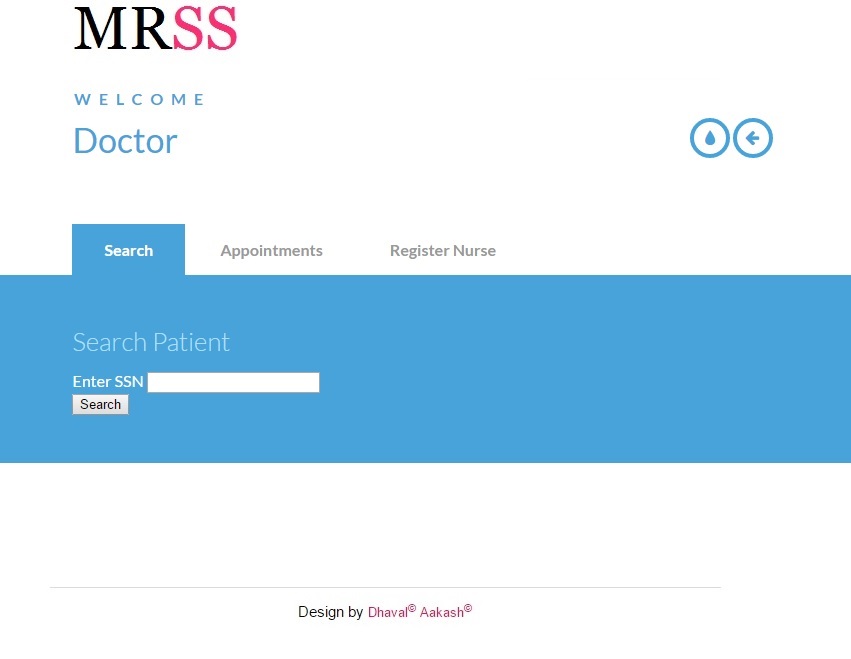 MRSS
WELCOME
Doctor
Search Appointments Register Nurse
Search Patient
Enter SSN
Search
Design by Dhaval© Aakash©